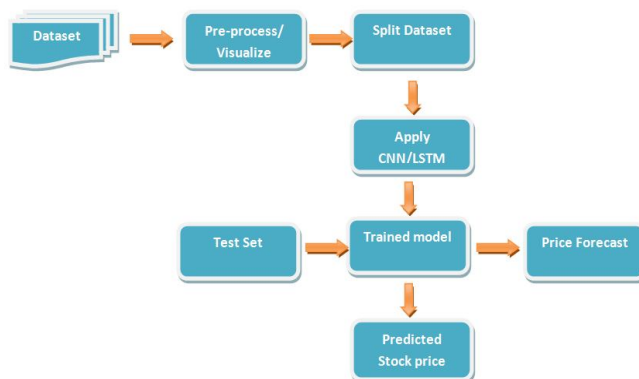 Dataset
Pre-process/
Visualize
Split Dataset
Apply
CNN/LSTM
Test Set
Trained model
Price Forecast
Predicted
Stock price